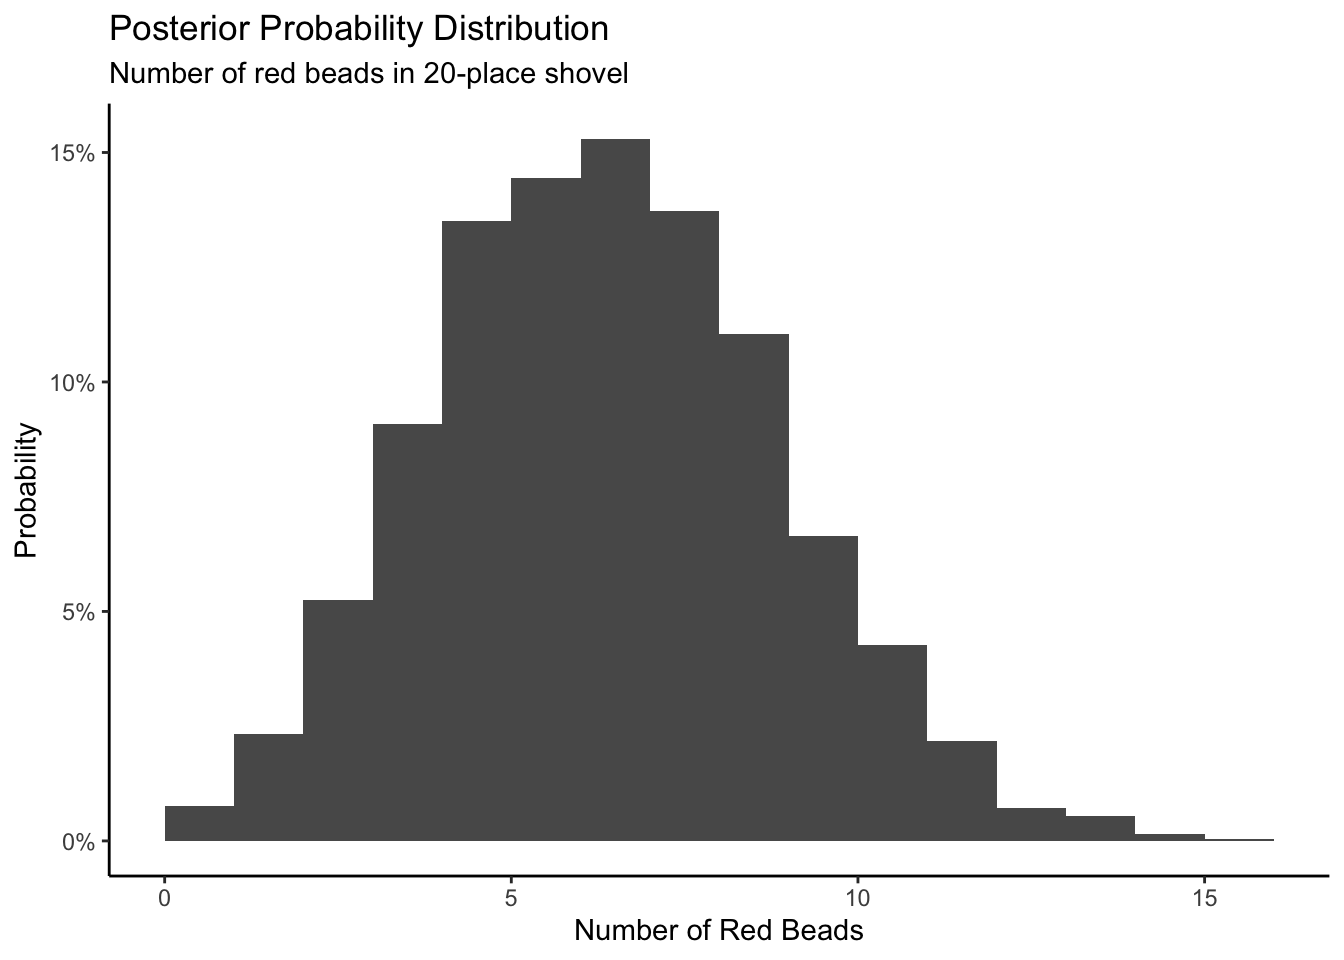 Posterior Probability Distribution
Number of red beads in 20-place shovel
15%
10%
5%
0%
Probability
0 5 10 15
Number of Red Beads